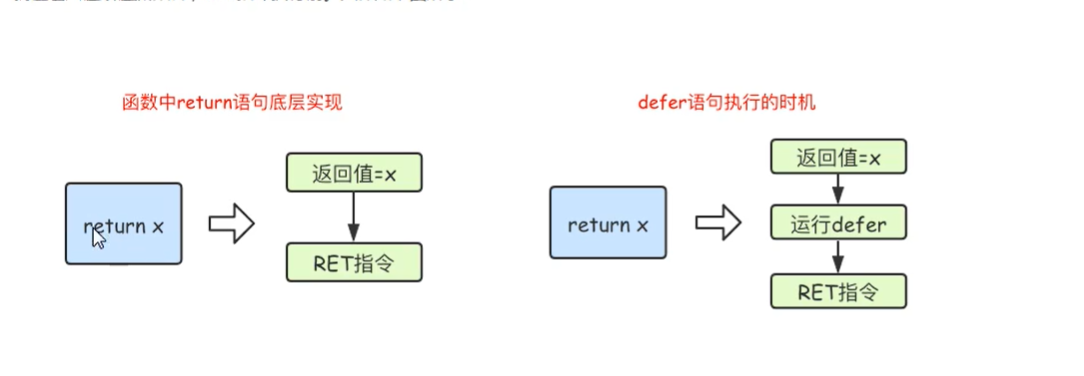 函数中return语句底层实现
defer语句执行的时机
return x
返回值=x
RET指令
return x
返回值=x
运行defer
RET指令